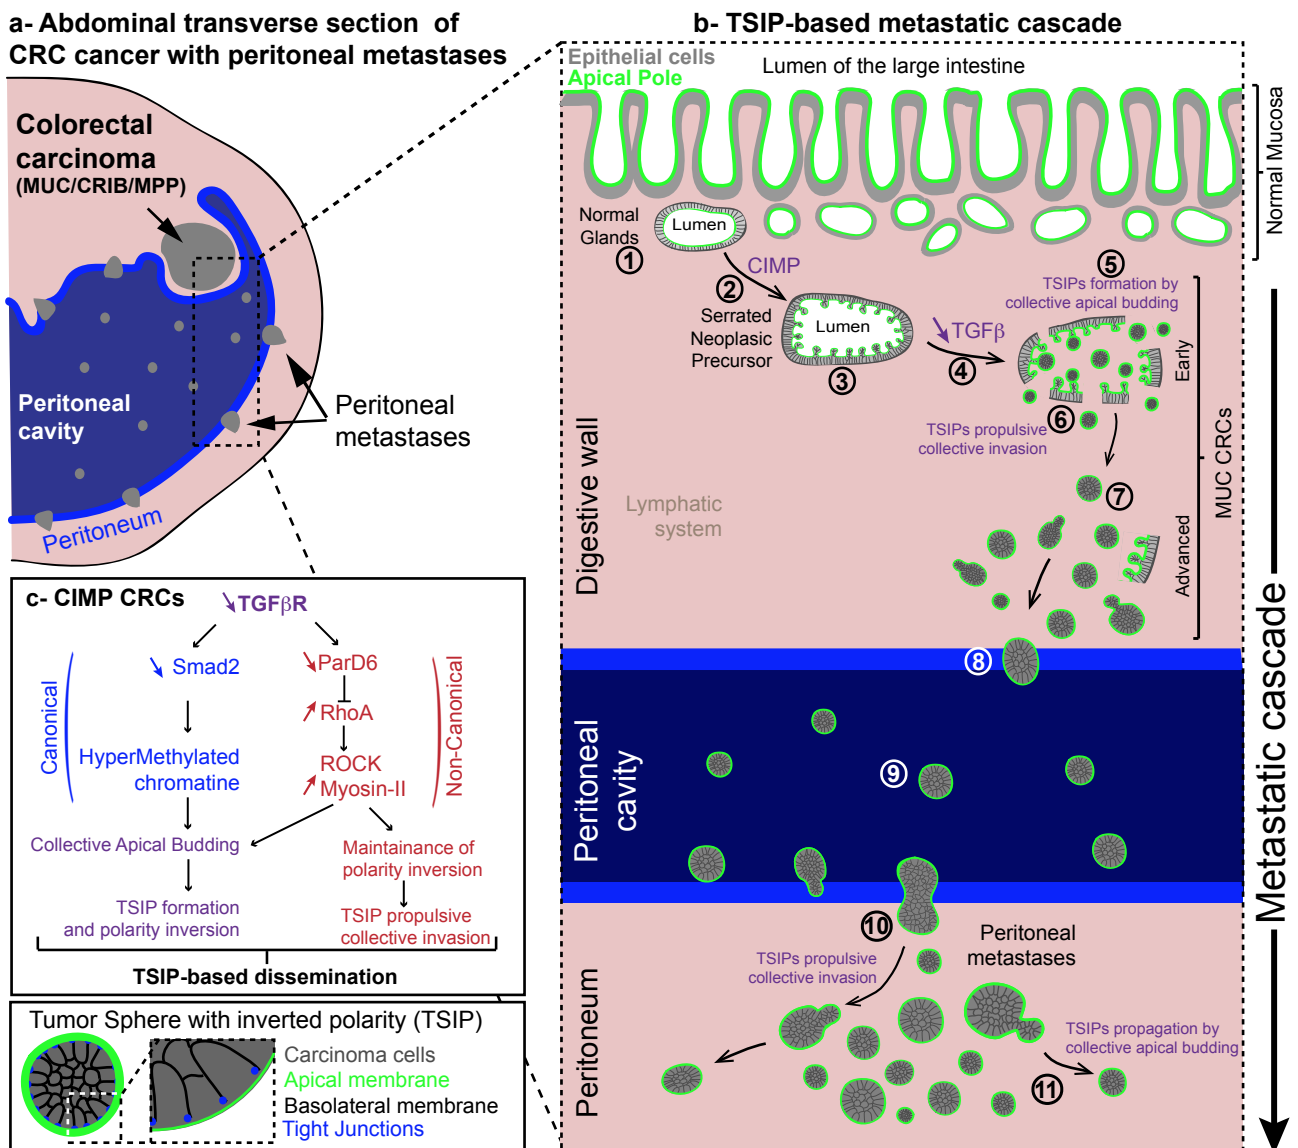 a- Abdominal transverse section of
CRC cancer with peritoneal metastases
Colorectal
carcinoma
(MUC/CRIB/MPP)
Peritoneal
cavity
Peritoneal
metastases
Peritoneum
b- TSIP-based metastatic cascade
Epithelial cells
Apical Pole
Lumen of the large intestine
Normal Mucosa
Normal
Glands
1
Lumen
CIMP
2
Serrated
Neoplasic
Precursor
Lumen
3
↘TGFβ
4
5
TSIPs formation by
collective apical budding
Early
6
TSIPs propulsive
collective invasion
7
MUC CRCs
Advanced
Digestive wall
Lymphatic
system
8
Peritoneal
cavity
9
10
Peritoneal
metastases
TSIPs propulsive
collective invasion
TSIPs propagation by
collective apical budding
11
Peritoneum
Metastatic cascade
c- CIMP CRCs
↘TGFβR
↘ Smad2
↘ParD6
↗ RhoA
Canonical
Non-Canonical
HyperMethylated
chromatine
↗ ROCK
Myosin-II
Collective Apical Budding
Maintainance of
polarity inversion
TSIP formation
and polarity inversion
TSIP propulsive
collective invasion
TSIP-based dissemination
Tumor Sphere with inverted polarity (TSIP)
Carcinoma cells
Apical membrane
Basolateral membrane
Tight Junctions